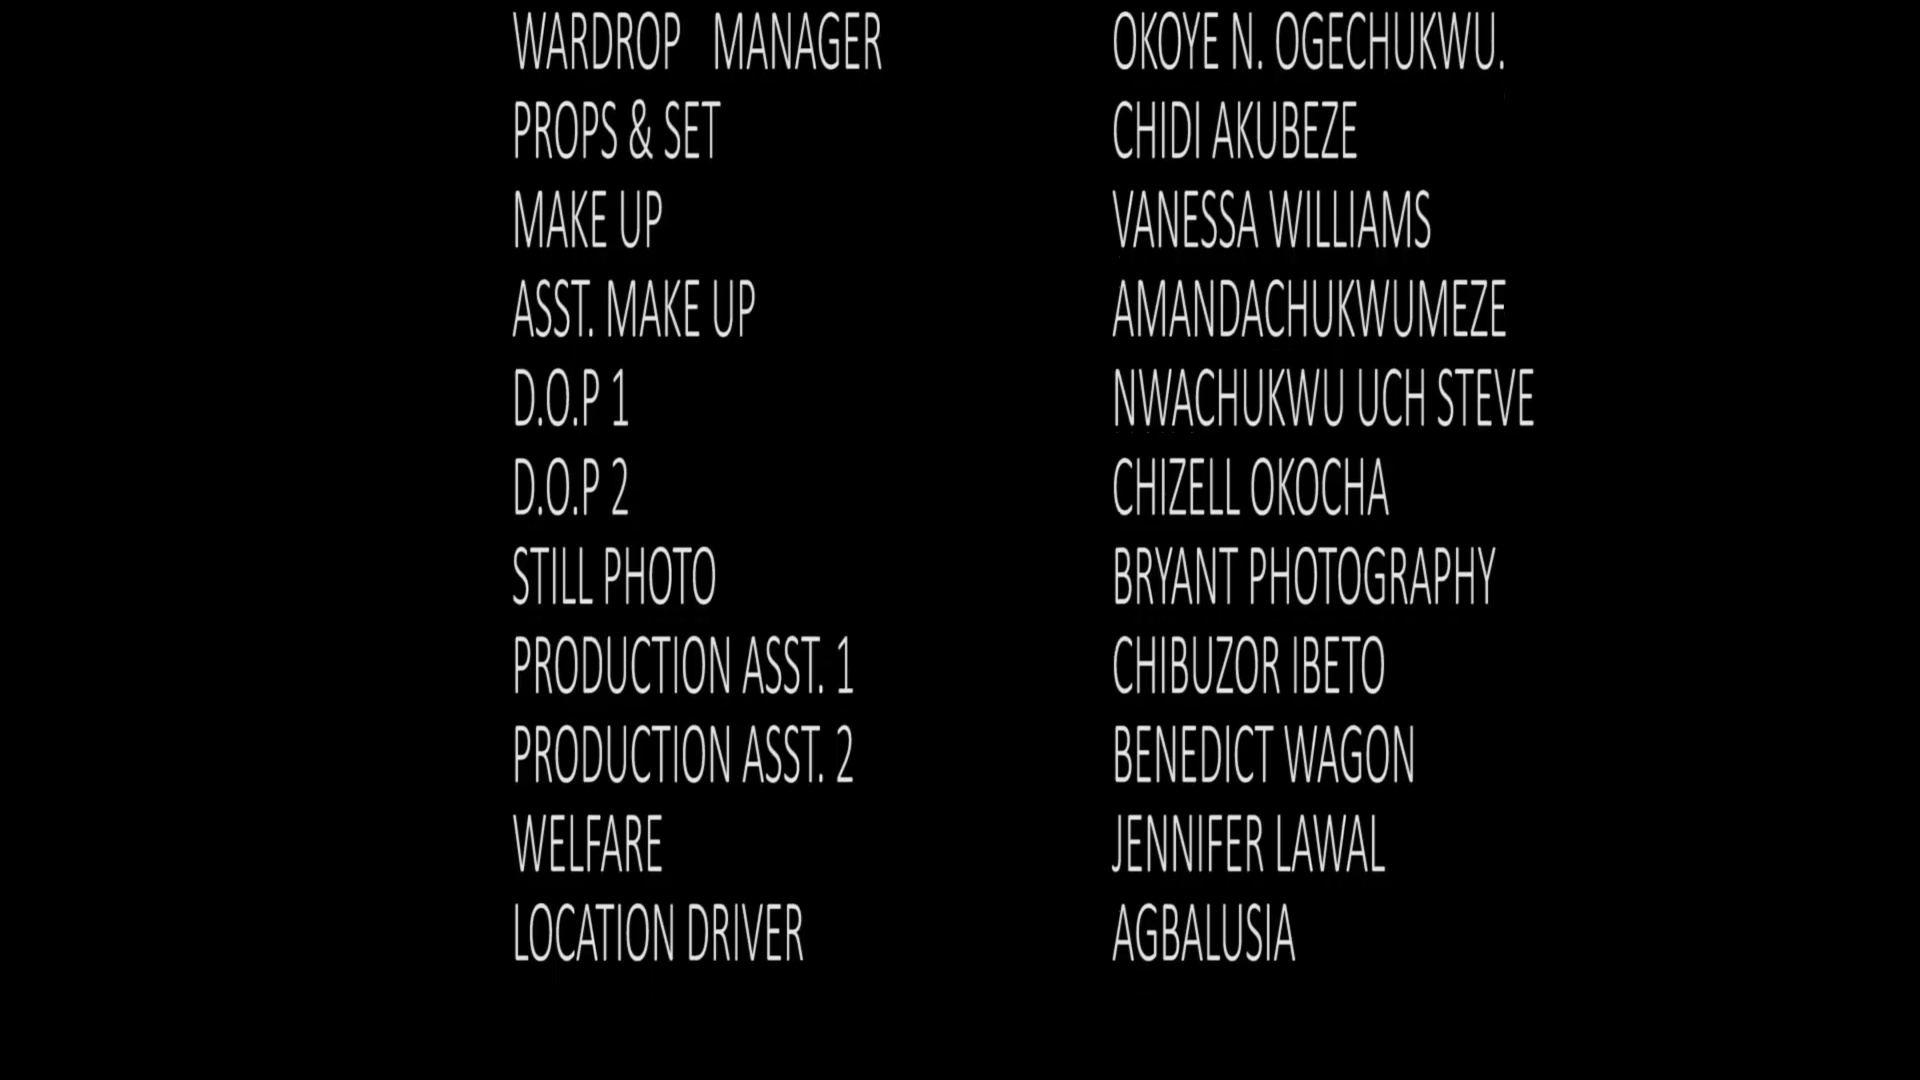 WARDROP MANAGER OKOYE N. OGECHUKWU.
PROPS & SET CHIDI AKUBEZE
MAKE UP VANESSA WILLIAMS
ASST. MAKE UP AMANDACHUKWUMEZE
D.O.P 1 NWACHUKWU UCH STEVE
D.O.P 2 CHIZELL OKOCHA
STILL PHOTO BRYANT PHOTOGRAPHY
PRODUCTION ASST. 1 CHIBUZOR IBETO
PRODUCTION ASST. 2 BENEDICT WAGON
WELFARE JENNIFER LAWAL
LOCATION DRIVER AGBALUSIA